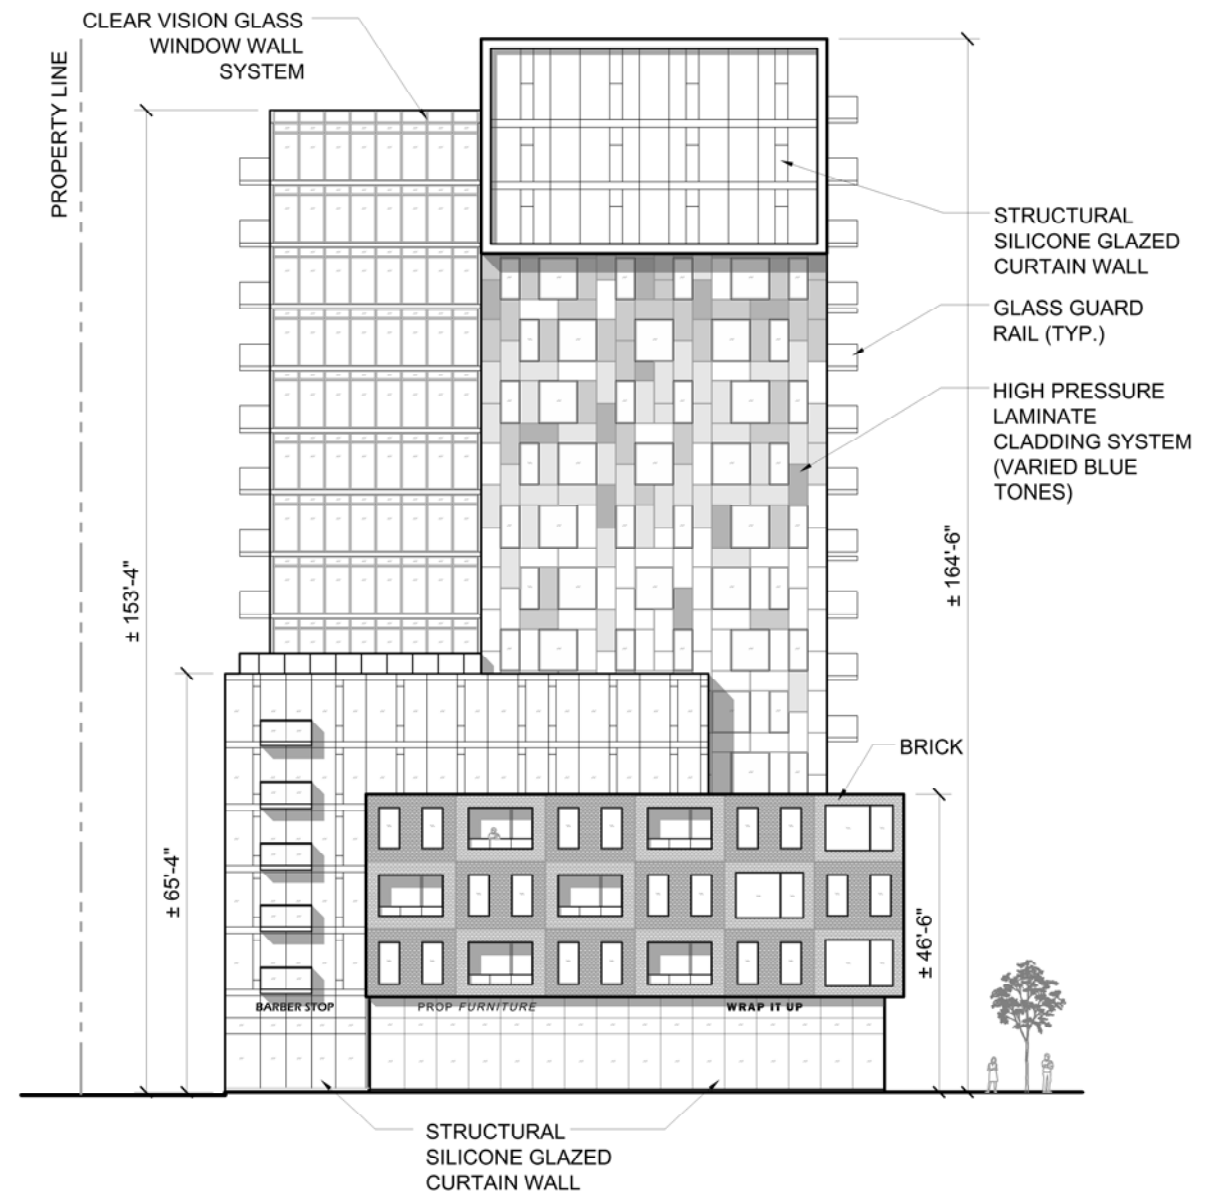 CLEAR VISION GLASS
WINDOW WALL
SYSTEM
PROPERTY LINE
STRUCTURAL
SILICONE GLAZED
CURTAIN WALL
GLASS GUARD
RAIL (TYP.)
HIGH PRESSURE
LAMINATE
CLADDING SYSTEM
(VARIED BLUE
TONES)
± 153'-4"
± 164'-6"
BRICK
± 65'-4"
± 46'-6"
BARBER STOP
PROP FURNITURE
WRAP IT UP
STRUCTURAL
SILICONE GLAZED
CURTAIN WALL